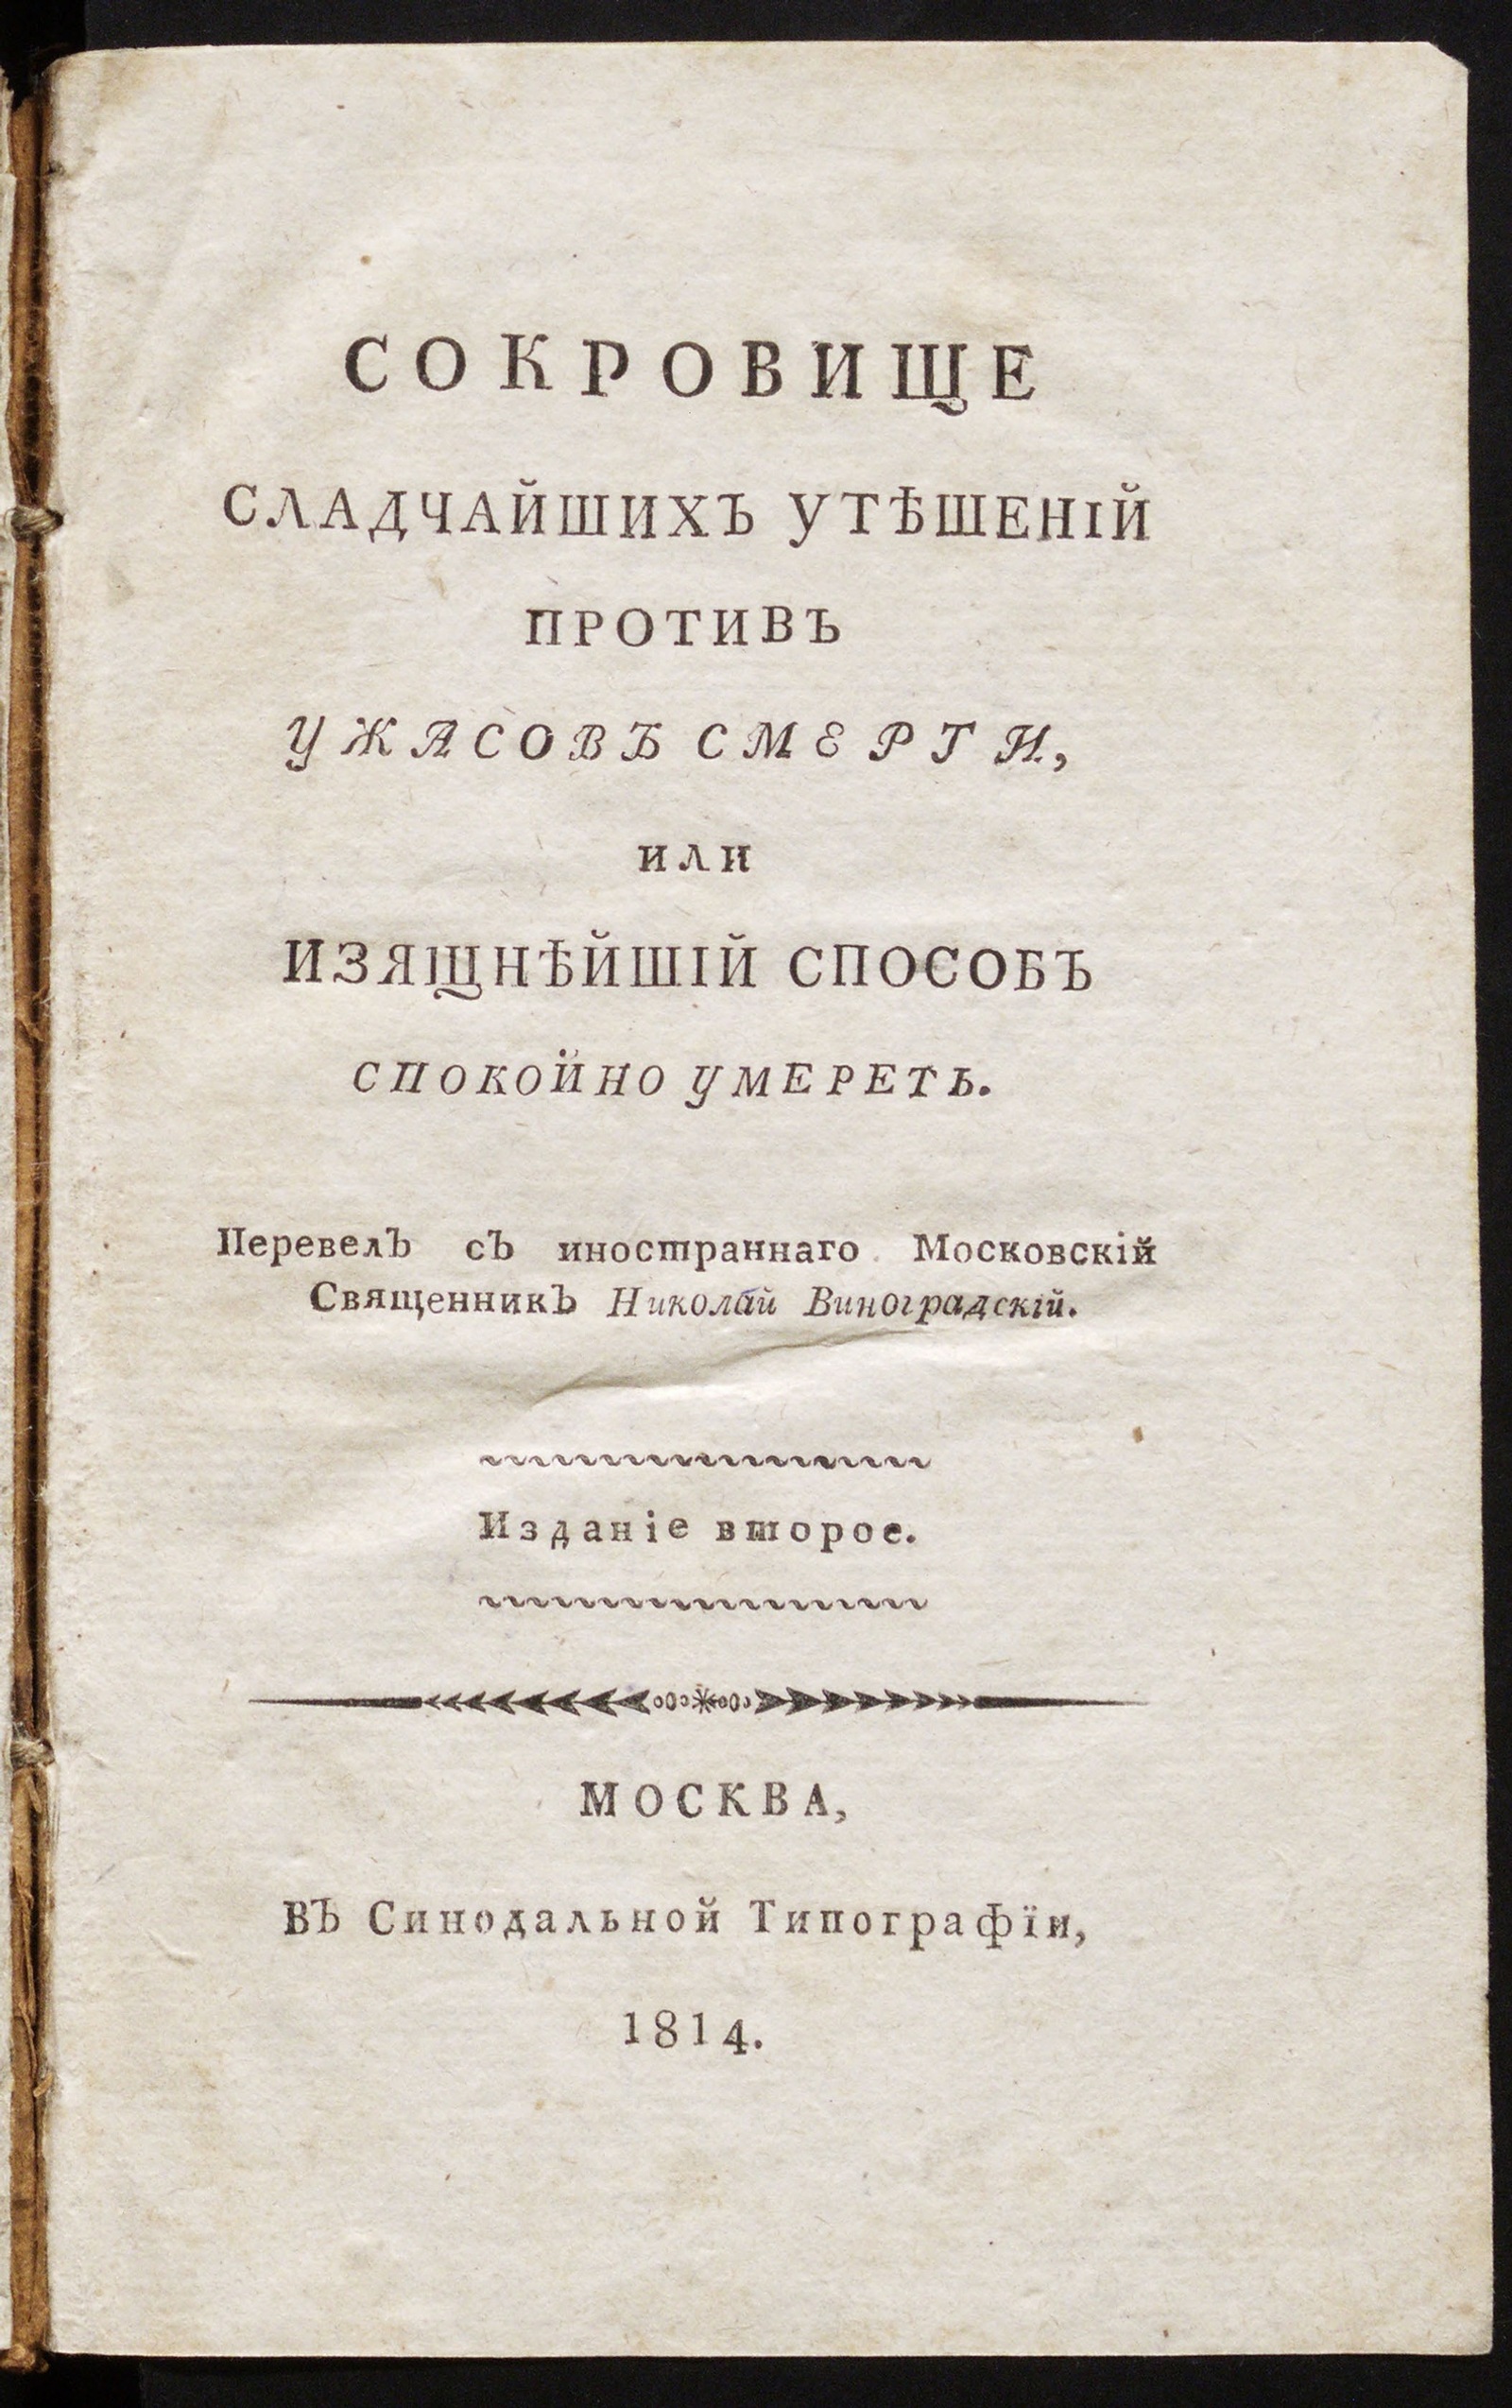 СОКРОВИЩЕ
СЛАДЧАЙШИХЪ УТѢШЕНІЙ
ПРОТИВЪ
УЖАСОВЪ СМЕРТИ,
ИЛИ
ИЗЯЩНѢЙШІЙ СПОСОБЪ
СПОКОЙНО УМЕРЕТЬ.
Перевелъ съ иностраннаго Московскій
Священникъ Николай Виноградскій.
Изданіе второе.
МОСКВА,
Въ Синодальной Типографїи,
1814.